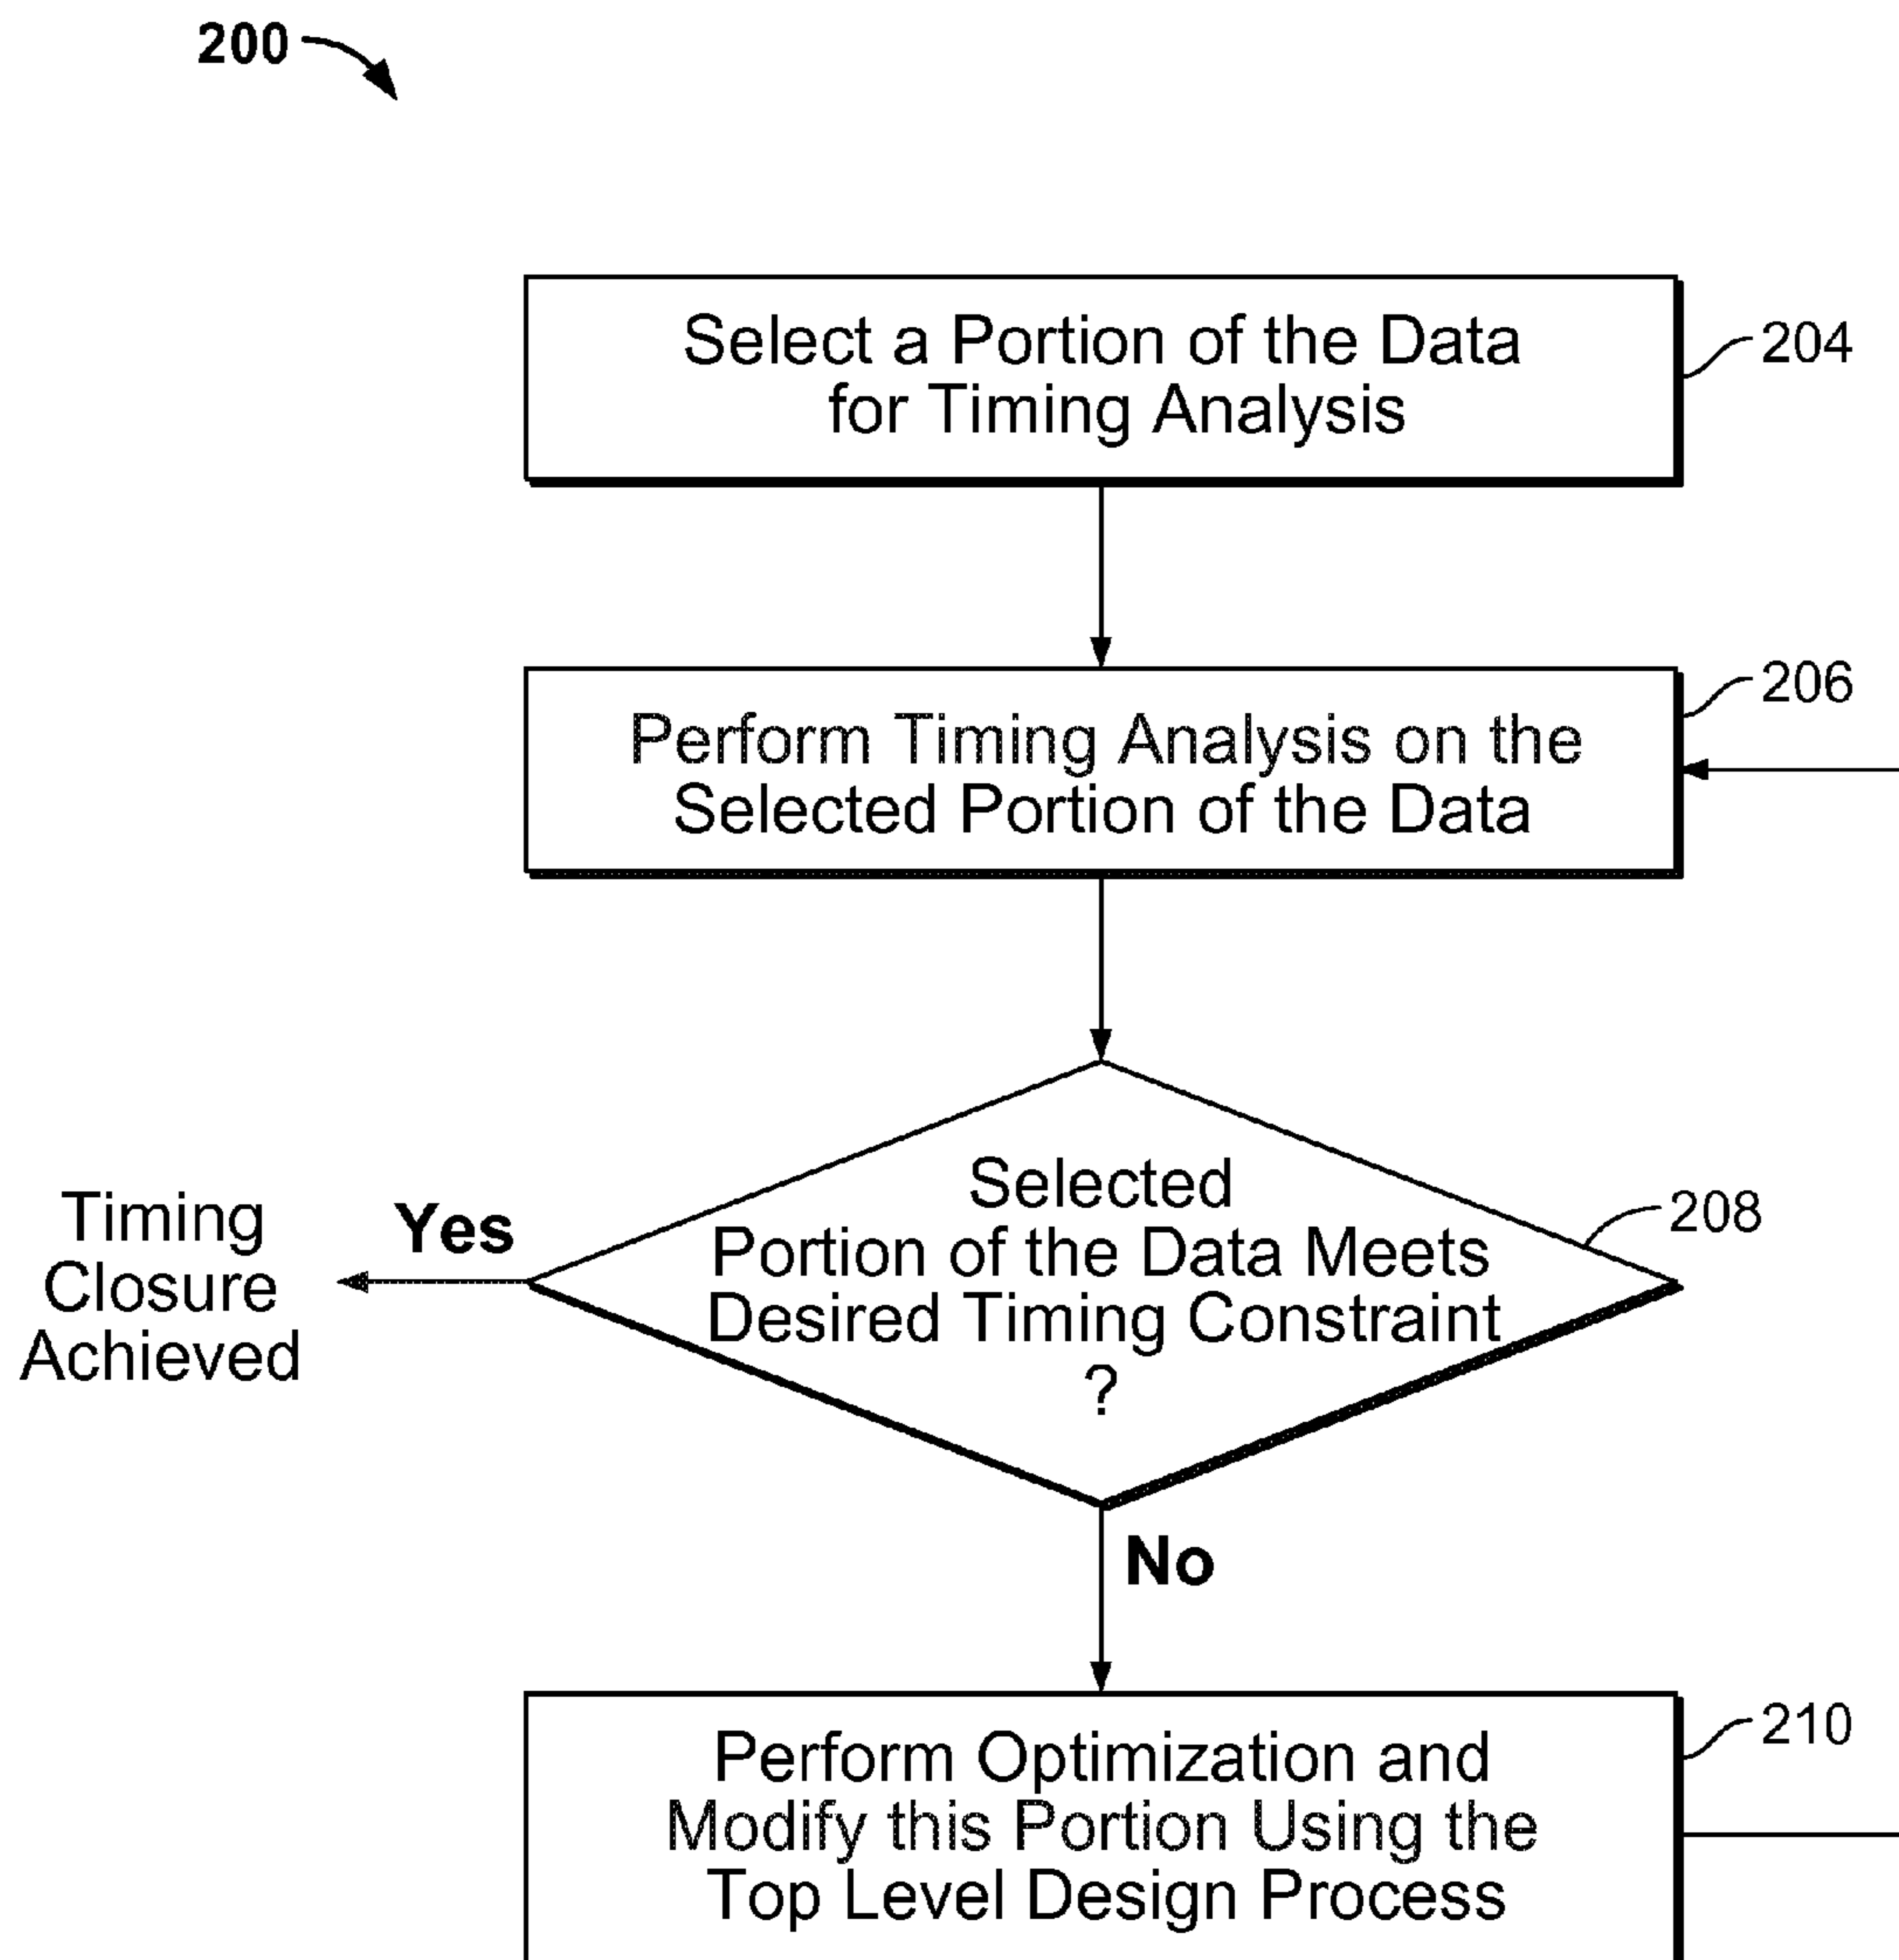 200
Select a Portion of the Data
for Timing Analysis
204
Perform Timing Analysis on the
Selected Portion of the Data
206
Selected
Portion of the Data Meets
Desired Timing Constraint
?
208
Yes
Timing
Closure
Achieved
No
Perform Optimization and
Modify this Portion Using the
Top Level Design Process
210